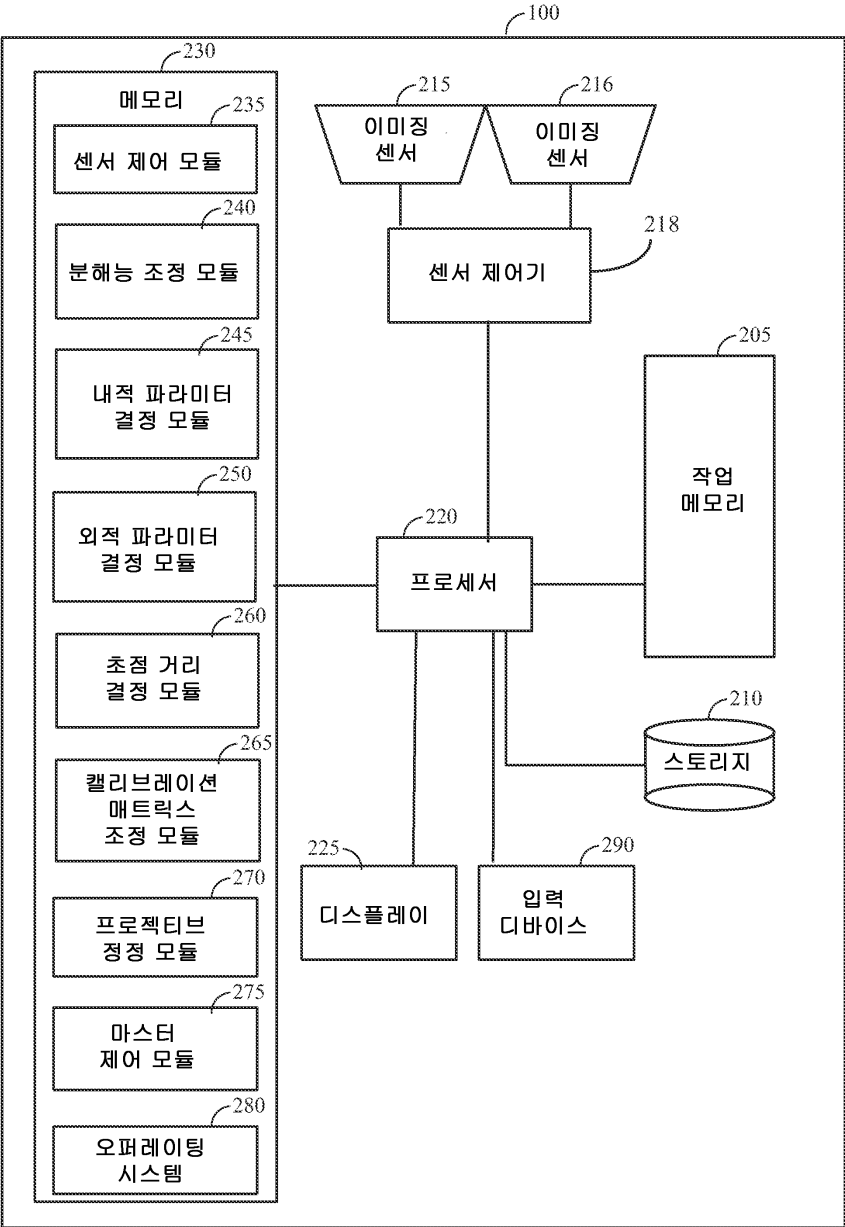 100
230
메모리
235
센서 제어 모듈
240
분해능 조정 모듈
245
내적 파라미터
결정 모듈
250
외적 파라미터
결정 모듈
260
초점 거리
결정 모듈
265
캘리브레이션
매트릭스
조정 모듈
270
프로젝티브
정정 모듈
275
마스터
제어 모듈
280
오퍼레이팅
시스템
215
이미징
센서
216
이미징
센서
218
센서 제어기
205
작업
메모리
220
프로세서
210
스토리지
225
디스플레이
290
입력
디바이스